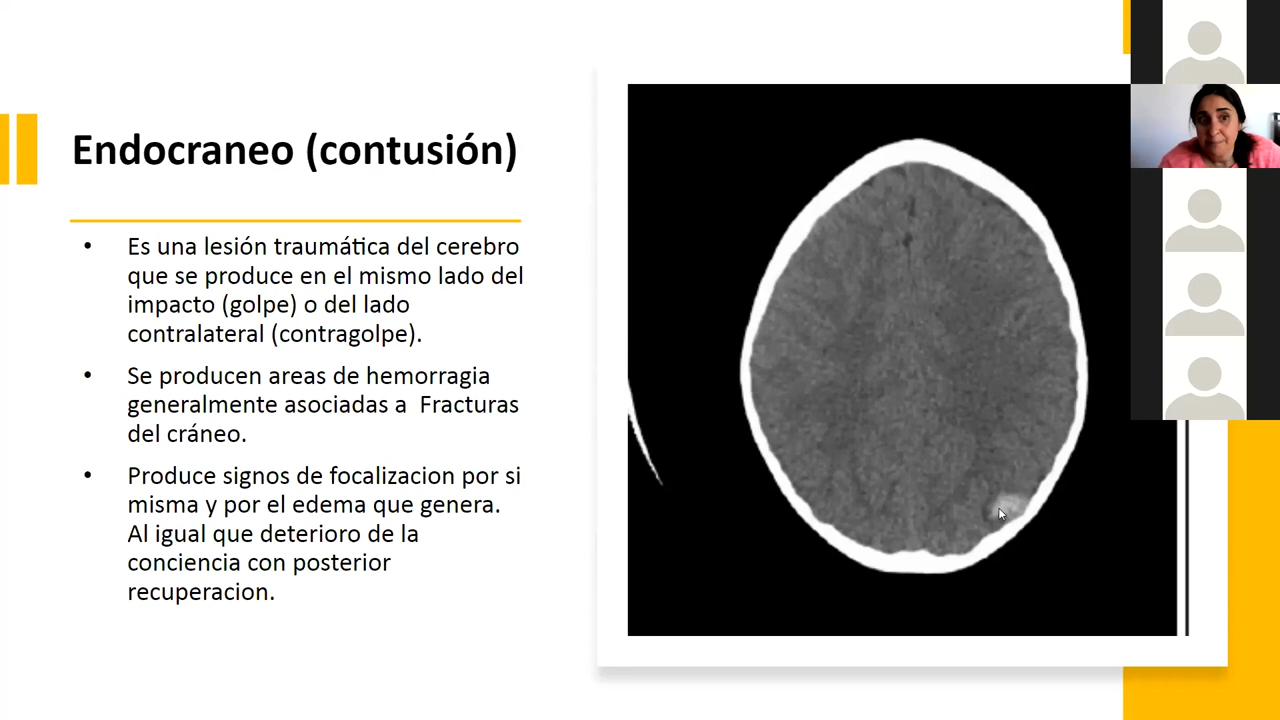 Endocraneo (contusión)
• Es una lesión traumática del cerebro
que se produce en el mismo lado del
impacto (golpe) o del lado
contralateral (contragolpe).
• Se producen areas de hemorragia
generalmente asociadas a  Fracturas
del cráneo.
• Produce signos de focalizacion por si
misma y por el edema que genera.
Al igual que deterioro de la
conciencia con posterior
recuperacion.